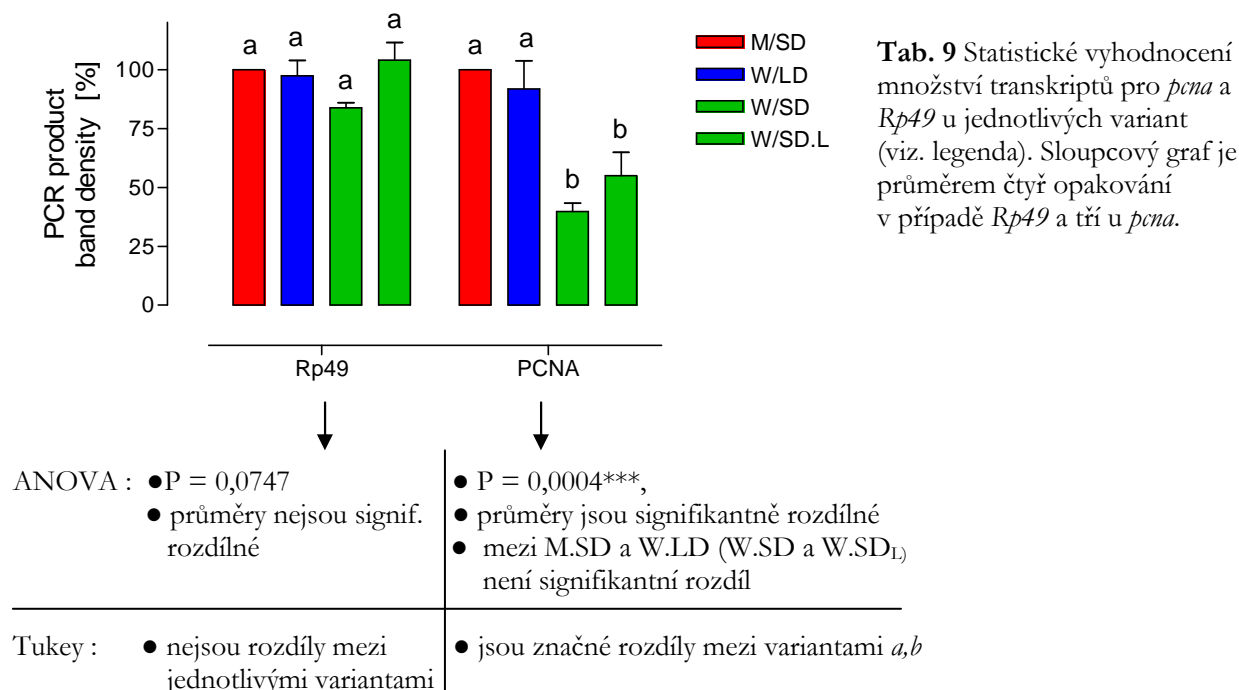 a a a a a a b b
PCR product
band density [%]
100
75
50
25
0
Rp49 PCNA
M/SD
W/LD
W/SD
W/SD.L
Tab. 9 Statistické vyhodnocení
množství transkriptů pro pcna a
Rp49 u jednotlivých variant
(viz. legenda). Sloupcový graf je
průměrem čtyř opakování
v případě Rp49 a tří u pcna.
ANOVA : ●P = 0,0747
● průměry nejsou signif.
rozdílné
● P = 0,0004***,
● průměry jsou signifikantně rozdílné
● mezi M.SD a W.LD (W.SD a W.SDL)
není signifikantní rozdíl
Tukey : ● nejsou rozdíly mezi
jednotlivými variantami
● jsou značné rozdíly mezi variantami a,b